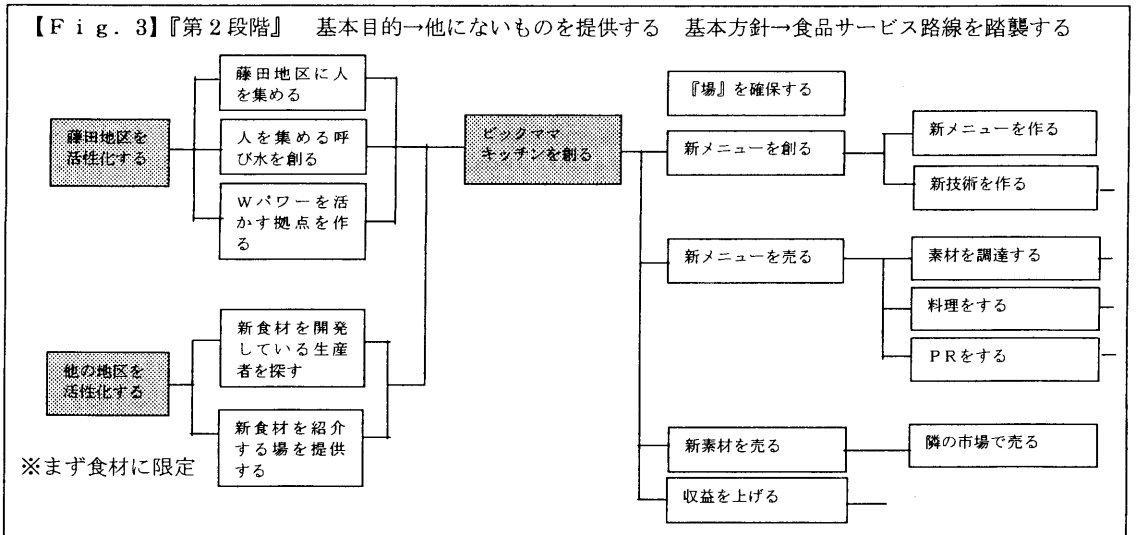 【Fig. 3】『第2段階』 基本目的→他にないものを提供する 基本方針→食品サービス路線を踏襲する
藤田地区を
活性化する
藤田地区に人
を集める
人を集める呼
び水を創る
Wパワーを活
かす拠点を作
る
他の地区を
活性化する
新食材を開発
している生産
者を探す
新食材を紹介
する場を提供
する
※まず食材に限定
ビックママ
キッチンを創る
『場』を確保する
新メニューを創る
新メニューを作る
新技術を作る
新メニューを売る
素材を調達する
料理をする
PRをする
新素材を売る
隣の市場で売る
収益を上げる